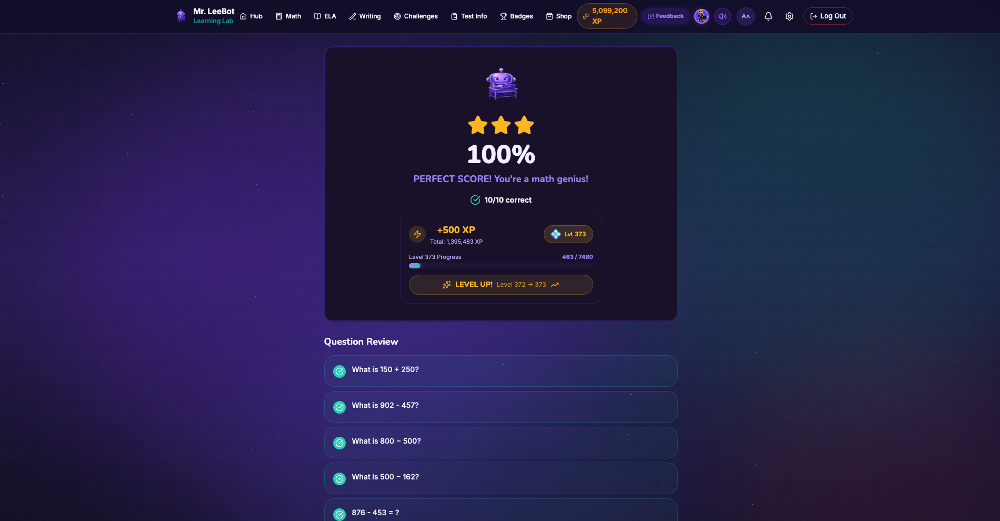 Mr. LeeBot
Learning Lab
Hub
Math
ELA
Writing
Challenges
Test Info
Badges
Shop
5,099,200
XP
Feedback
AA
Log Out
100%
PERFECT SCORE! You're a math genius!
10/10 correct
+500 XP
Total: 1,395,483 XP
Lvl 373
Level 373 Progress
463 / 7480
LEVEL UP! Level 372 → 373
Question Review
What is 150 + 250?
What is 902 - 457?
What is 800 − 500?
What is 500 − 162?
876 - 453 = ?